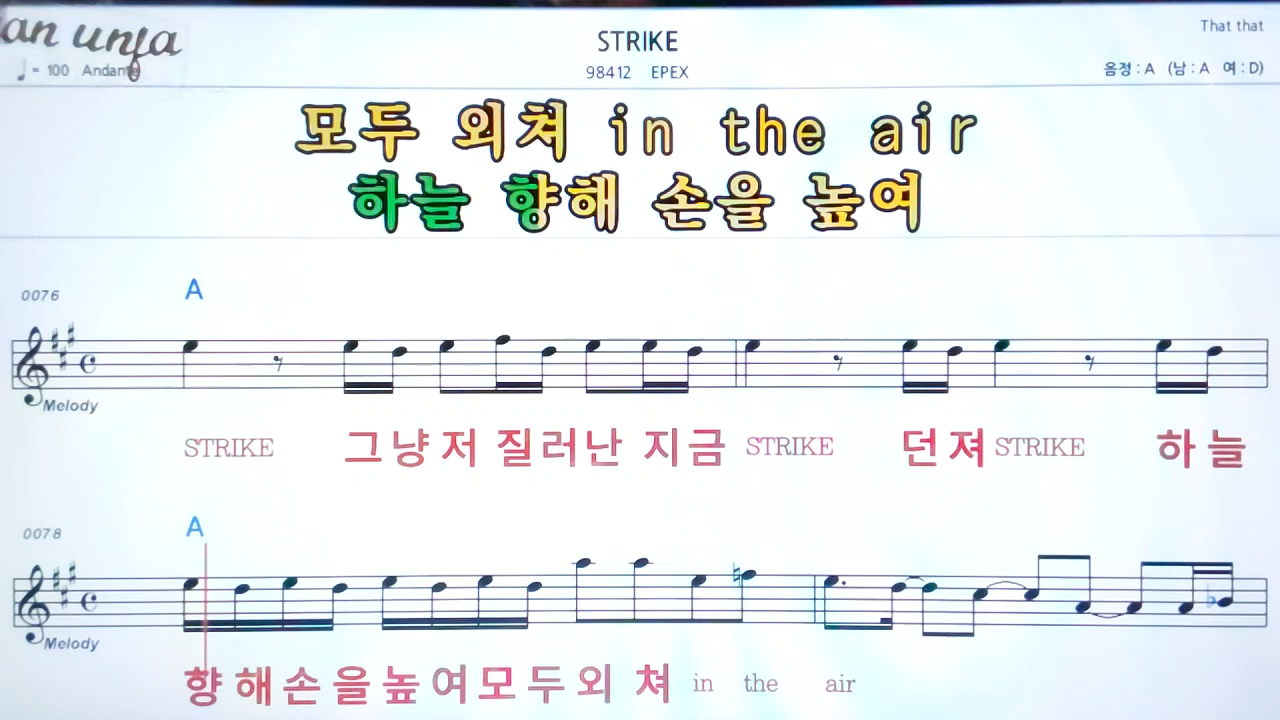 an unfa
STRIKE
That that
♩= 100 Andante
98412 EPEX
음정 : A (남 : A 여 : D)
모두 외쳐 in the air
하늘 향해 손을 높여
0076
A
Melody
STRIKE 그냥저 질러난 지금 STRIKE 던져 STRIKE 하늘
0078
A
Melody
향해손을높여모두외 쳐 in the air